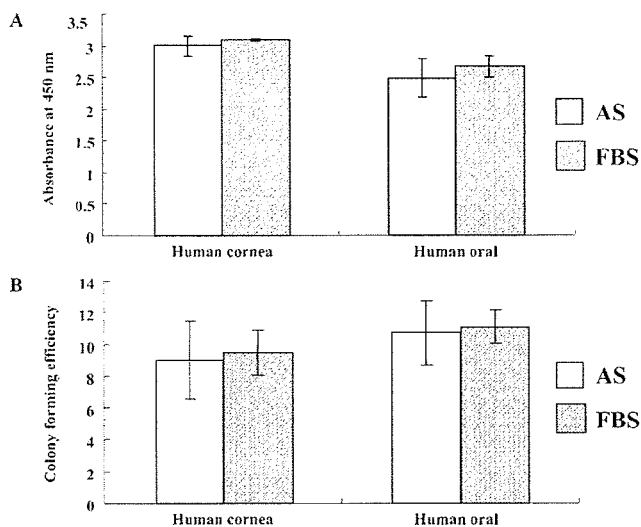 A
Absorbance at 450 nm
3.5
3
2.5
2
1.5
1
0.5
0
Human cornea
Human oral
AS
FBS
B
Colony forming efficiency
14
12
10
8
6
4
2
0
Human cornea
Human oral
AS
FBS